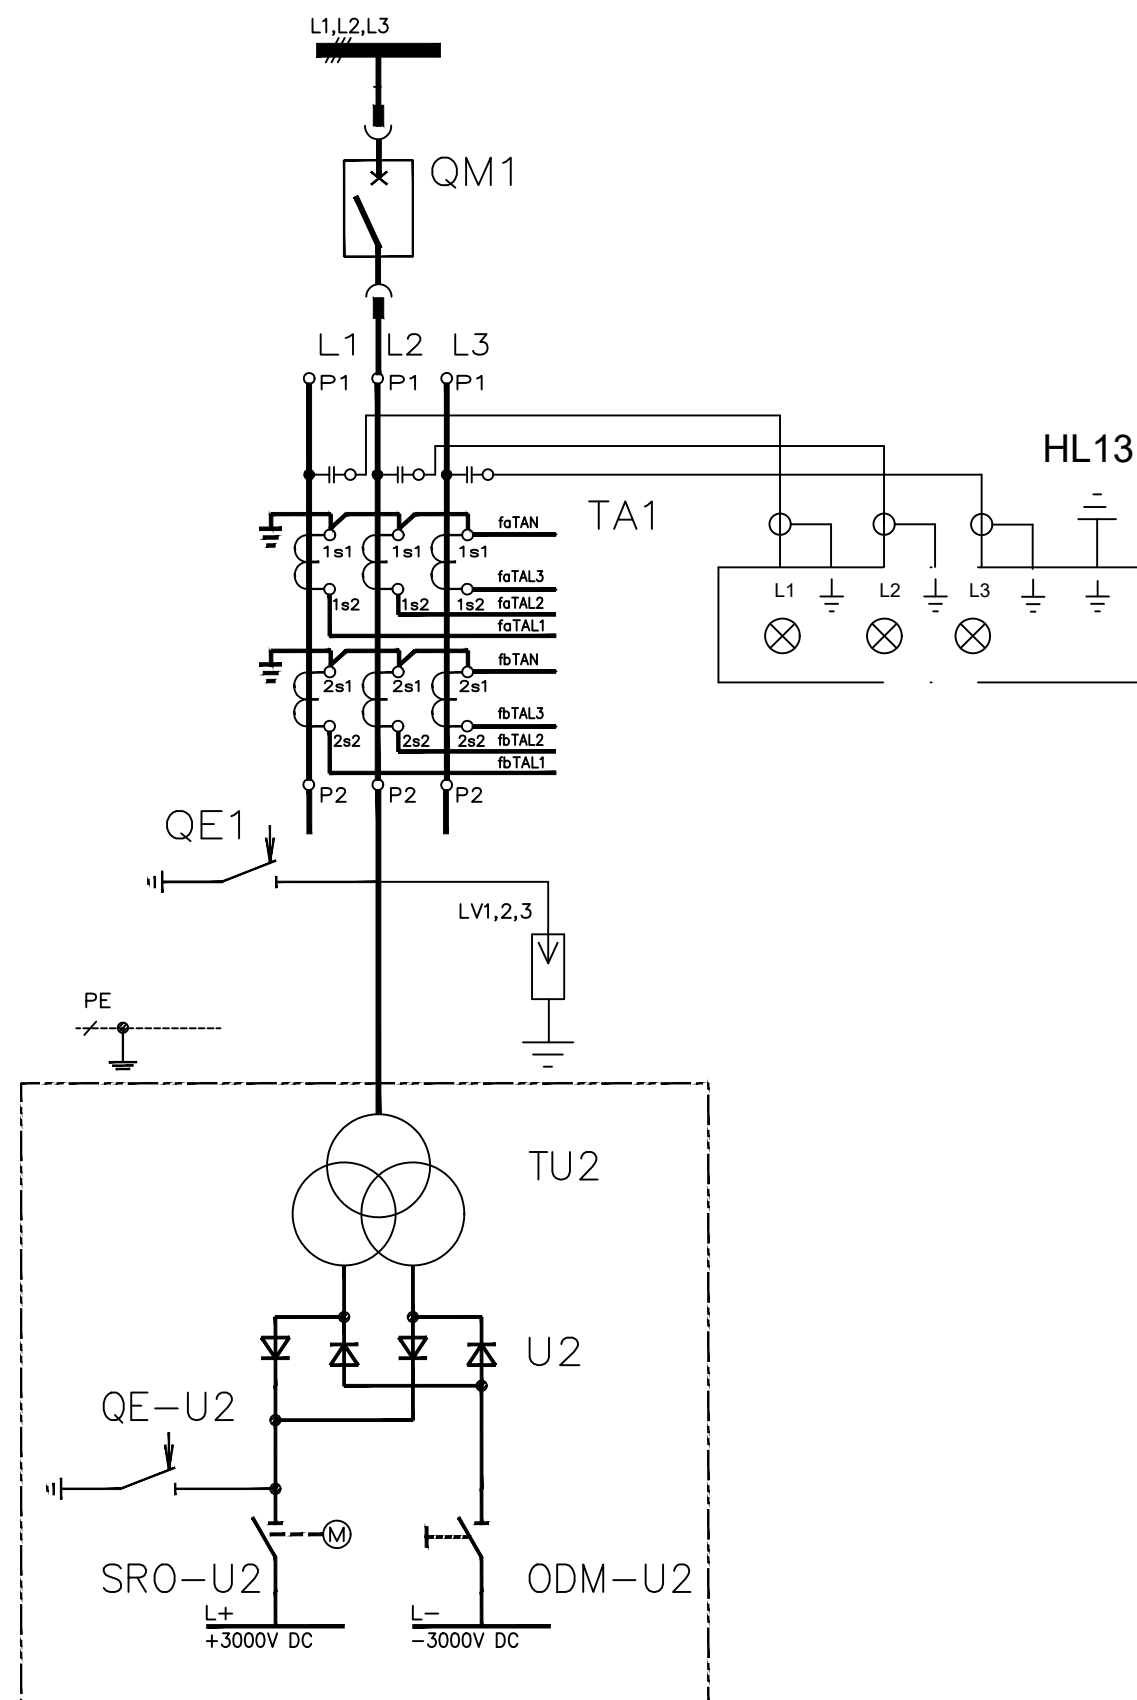 L1,L2,L3
QM1
L1 L2 L3
P1 P1 P1
HL13
TA1
faTAN
1s1 1s1 1s1
faTAL3
1s2 1s2 1s2 faTAL2
faTAL1
L1 L2 L3
fbTAN
2s1 2s1 2s1
fbTAL3
2s2 2s2 2s2 fbTAL2
fbTAL1
P2 P2 P2
QE1
LV1,2,3
PE
TU2
U2
QE-U2
M
SRO-U2 ODM-U2
L+ L-
+3000V DC -3000V DC